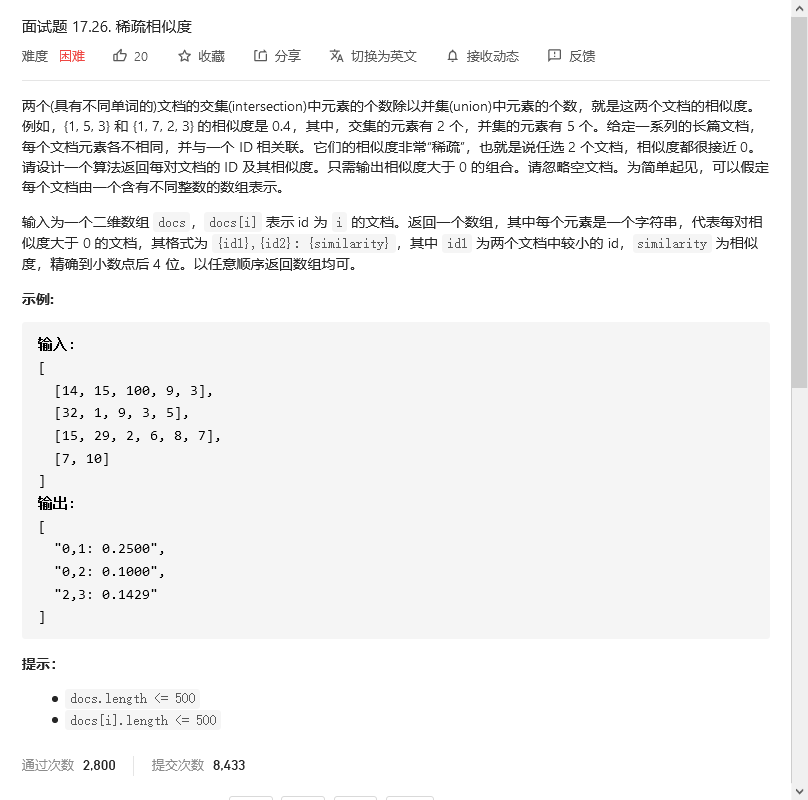 面试题 17.26. 稀疏相似度
难度 困难 20 收藏 分享 切换为英文 接收动态 反馈
两个(具有不同单词的)文档的交集(intersection)中元素的个数除以并集(union)中元素的个数，就是这两个文档的相似度。
例如，{1, 5, 3} 和 {1, 7, 2, 3} 的相似度是 0.4，其中，交集的元素有 2 个，并集的元素有 5 个。给定一系列的长篇文档，
每个文档元素各不相同，并与一个 ID 相关联。它们的相似度非常“稀疏”，也就是说任选 2 个文档，相似度都很接近 0。
请设计一个算法返回每对文档的 ID 及其相似度。只需输出相似度大于 0 的组合。请忽略空文档。为简单起见，可以假定
每个文档由一个含有不同整数的数组表示。
输入为一个二维数组 docs，docs[i] 表示 id 为 i 的文档。返回一个数组，其中每个元素是一个字符串，代表每对相
似度大于 0 的文档，其格式为 {id1},{id2}: {similarity}，其中 id1 为两个文档中较小的 id，similarity 为相似
度，精确到小数点后 4 位。以任意顺序返回数组均可。
示例:
输入:
[
[14, 15, 100, 9, 3],
[32, 1, 9, 3, 5],
[15, 29, 2, 6, 8, 7],
[7, 10]
]
输出:
[
"0,1: 0.2500",
"0,2: 0.1000",
"2,3: 0.1429"
]
提示：
• docs.length <= 500
• docs[i].length <= 500
通过次数 2,800 提交次数 8,433